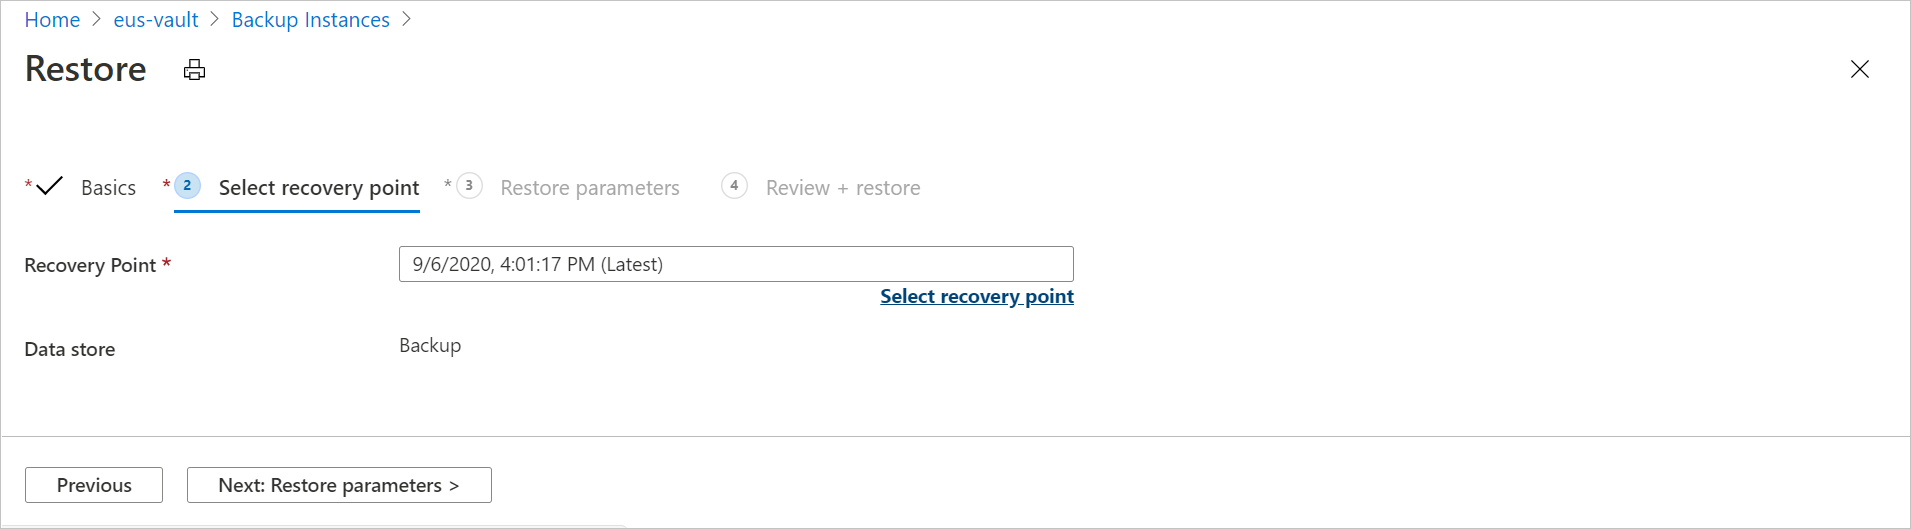 Home > eus-vault > Backup Instances >
Restore
* Basics * 2 Select recovery point * 3 Restore parameters 4 Review + restore
Recovery Point * 9/6/2020, 4:01:17 PM (Latest)
Select recovery point
Data store Backup
Previous Next: Restore parameters >